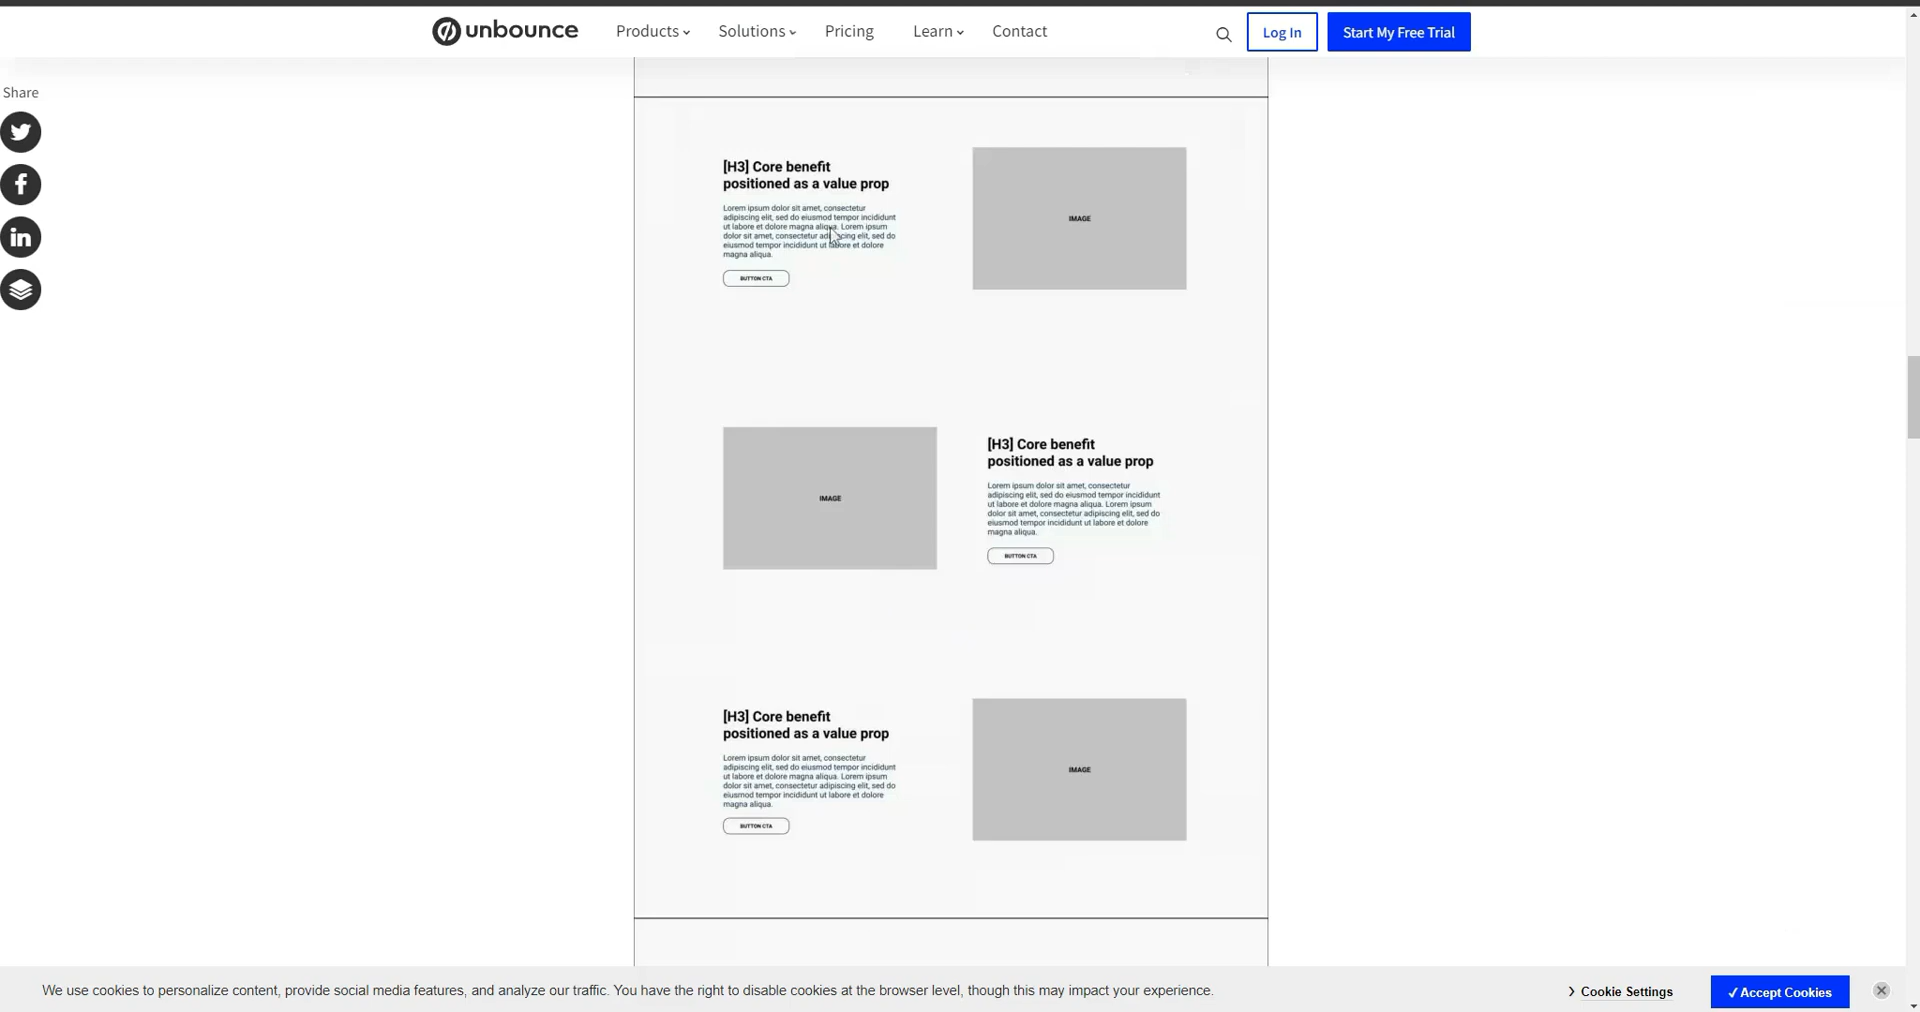 unbounce
Products
Solutions
Pricing
Learn
Contact
Log In
Start My Free Trial
Share
[H3] Core benefit
positioned as a value prop
Lorem ipsum dolor sit amet, consectetur
adipiscing elit, sed do eiusmod tempor incididunt
ut labore et dolore magna aliqua. Lorem ipsum
dolor sit amet, consectetur adipiscing elit, sed do
eiusmod tempor incididunt ut labore et dolore
magna aliqua.
BUTTON CTA
IMAGE
IMAGE
[H3] Core benefit
positioned as a value prop
Lorem ipsum dolor sit amet, consectetur
adipiscing elit, sed do eiusmod tempor incididunt
ut labore et dolore magna aliqua. Lorem ipsum
dolor sit amet, consectetur adipiscing elit, sed do
eiusmod tempor incididunt ut labore et dolore
magna aliqua.
BUTTON CTA
[H3] Core benefit
positioned as a value prop
Lorem ipsum dolor sit amet, consectetur
adipiscing elit, sed do eiusmod tempor incididunt
ut labore et dolore magna aliqua. Lorem ipsum
dolor sit amet, consectetur adipiscing elit, sed do
eiusmod tempor incididunt ut labore et dolore
magna aliqua.
BUTTON CTA
IMAGE
We use cookies to personalize content, provide social media features, and analyze our traffic. You have the right to disable cookies at the browser level, though this may impact your experience.
Cookie Settings
✓ Accept Cookies